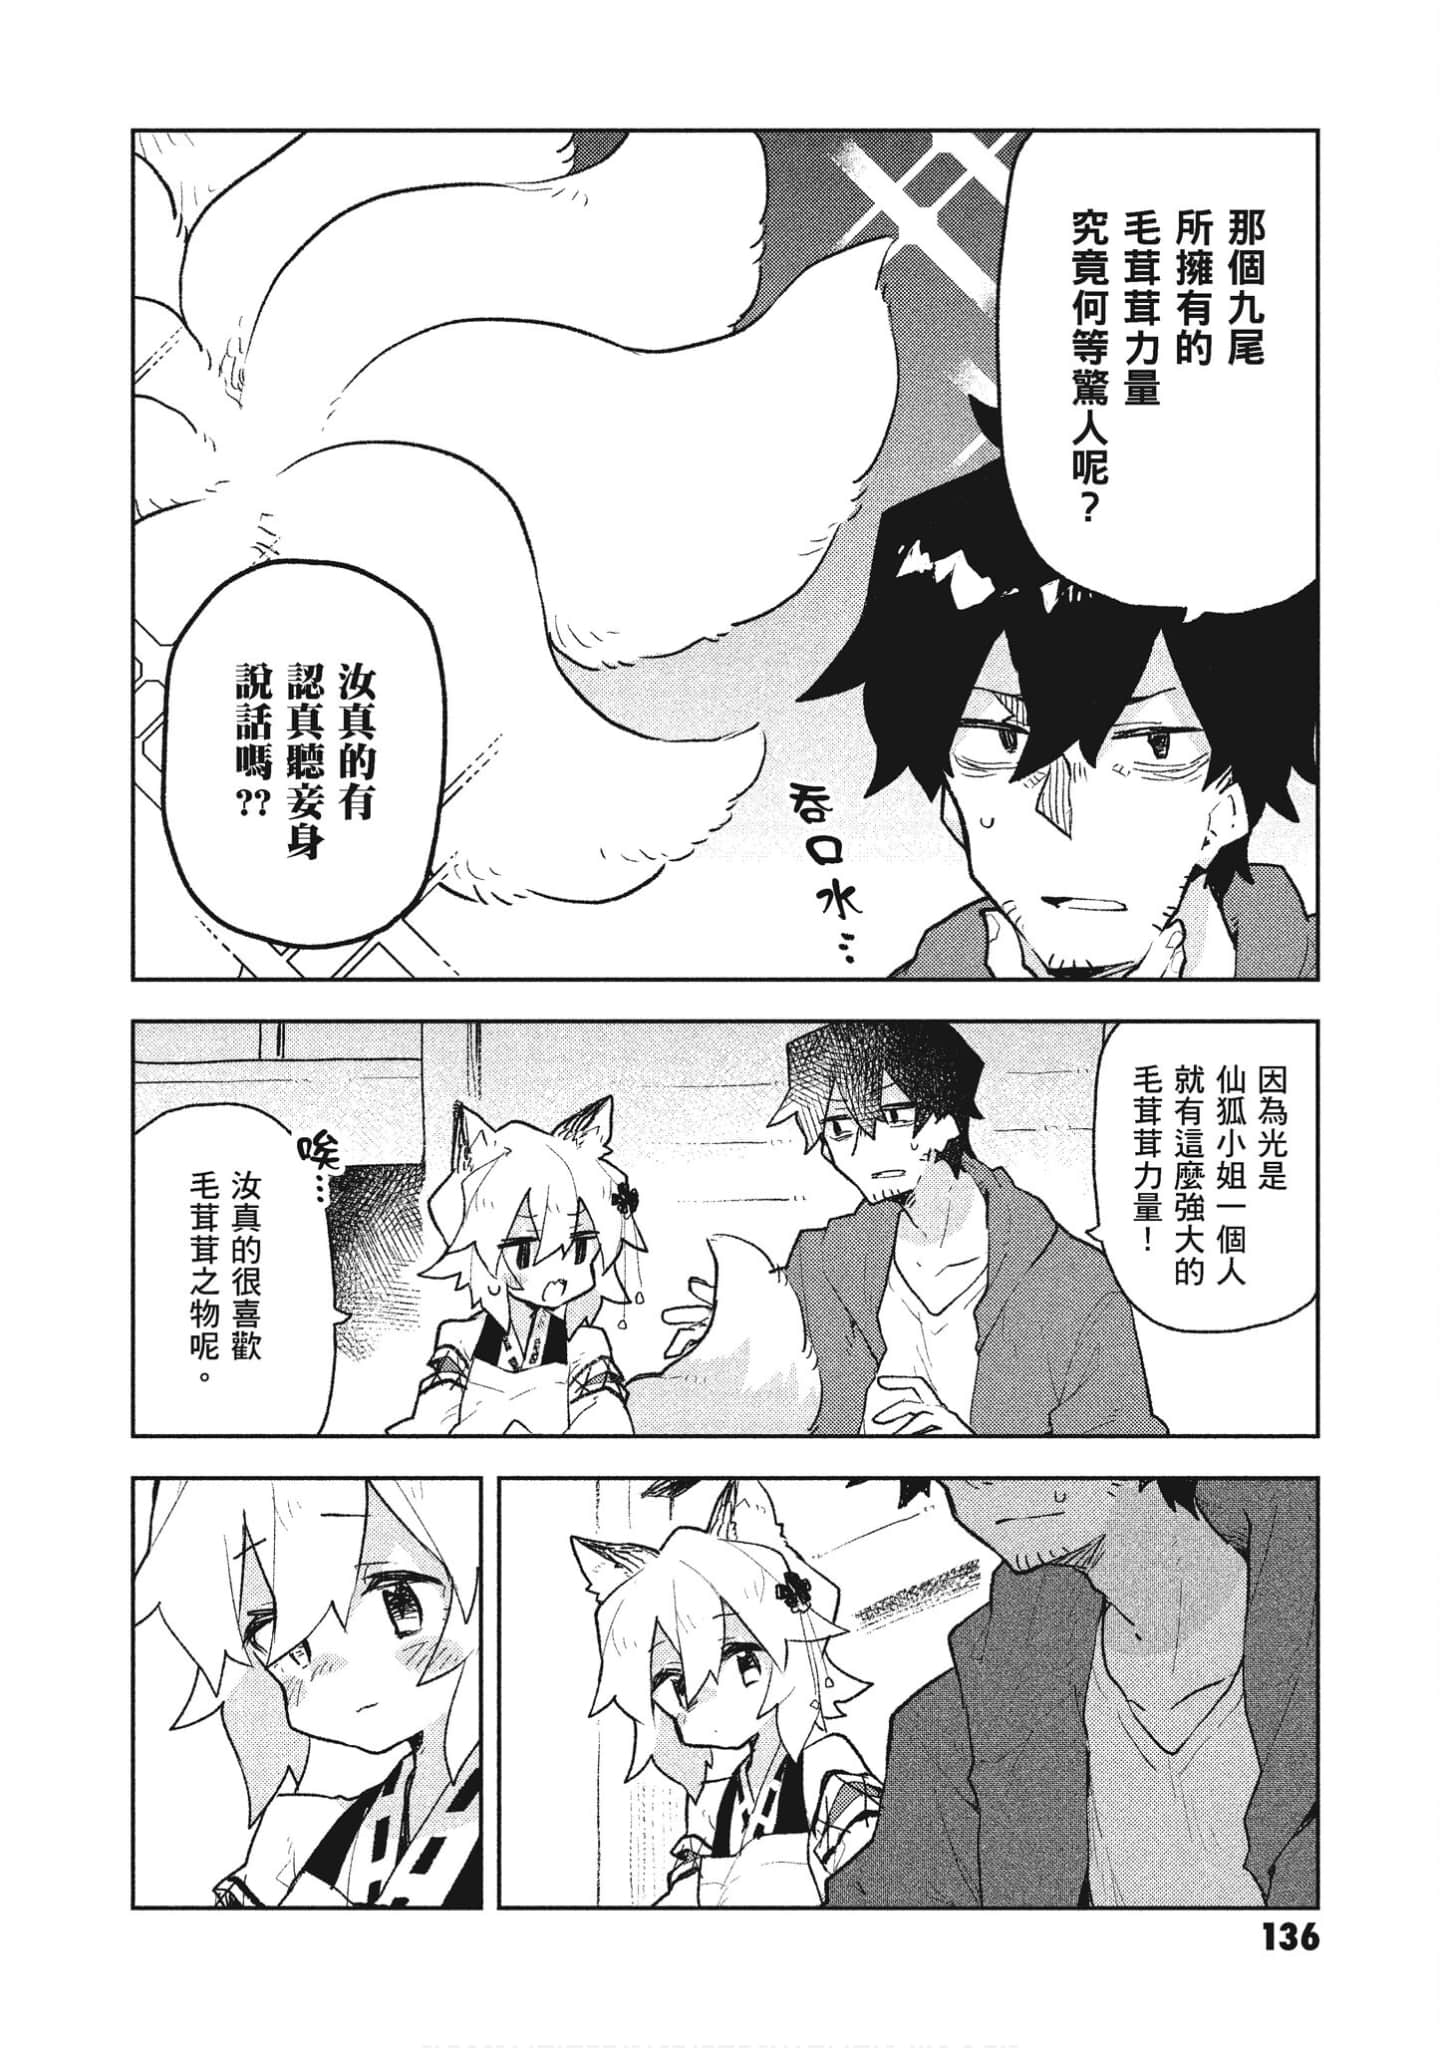 那個九尾
所擁有的
毛茸茸力量
究竟何等驚人呢？
吞口水…
汝真的有
認真聽妾身
說話嗎??
因為光是
仙狐小姐一個人
就有這麼強大的
毛茸茸力量！
唉…
汝真的很喜歡
毛茸茸之物呢。
136